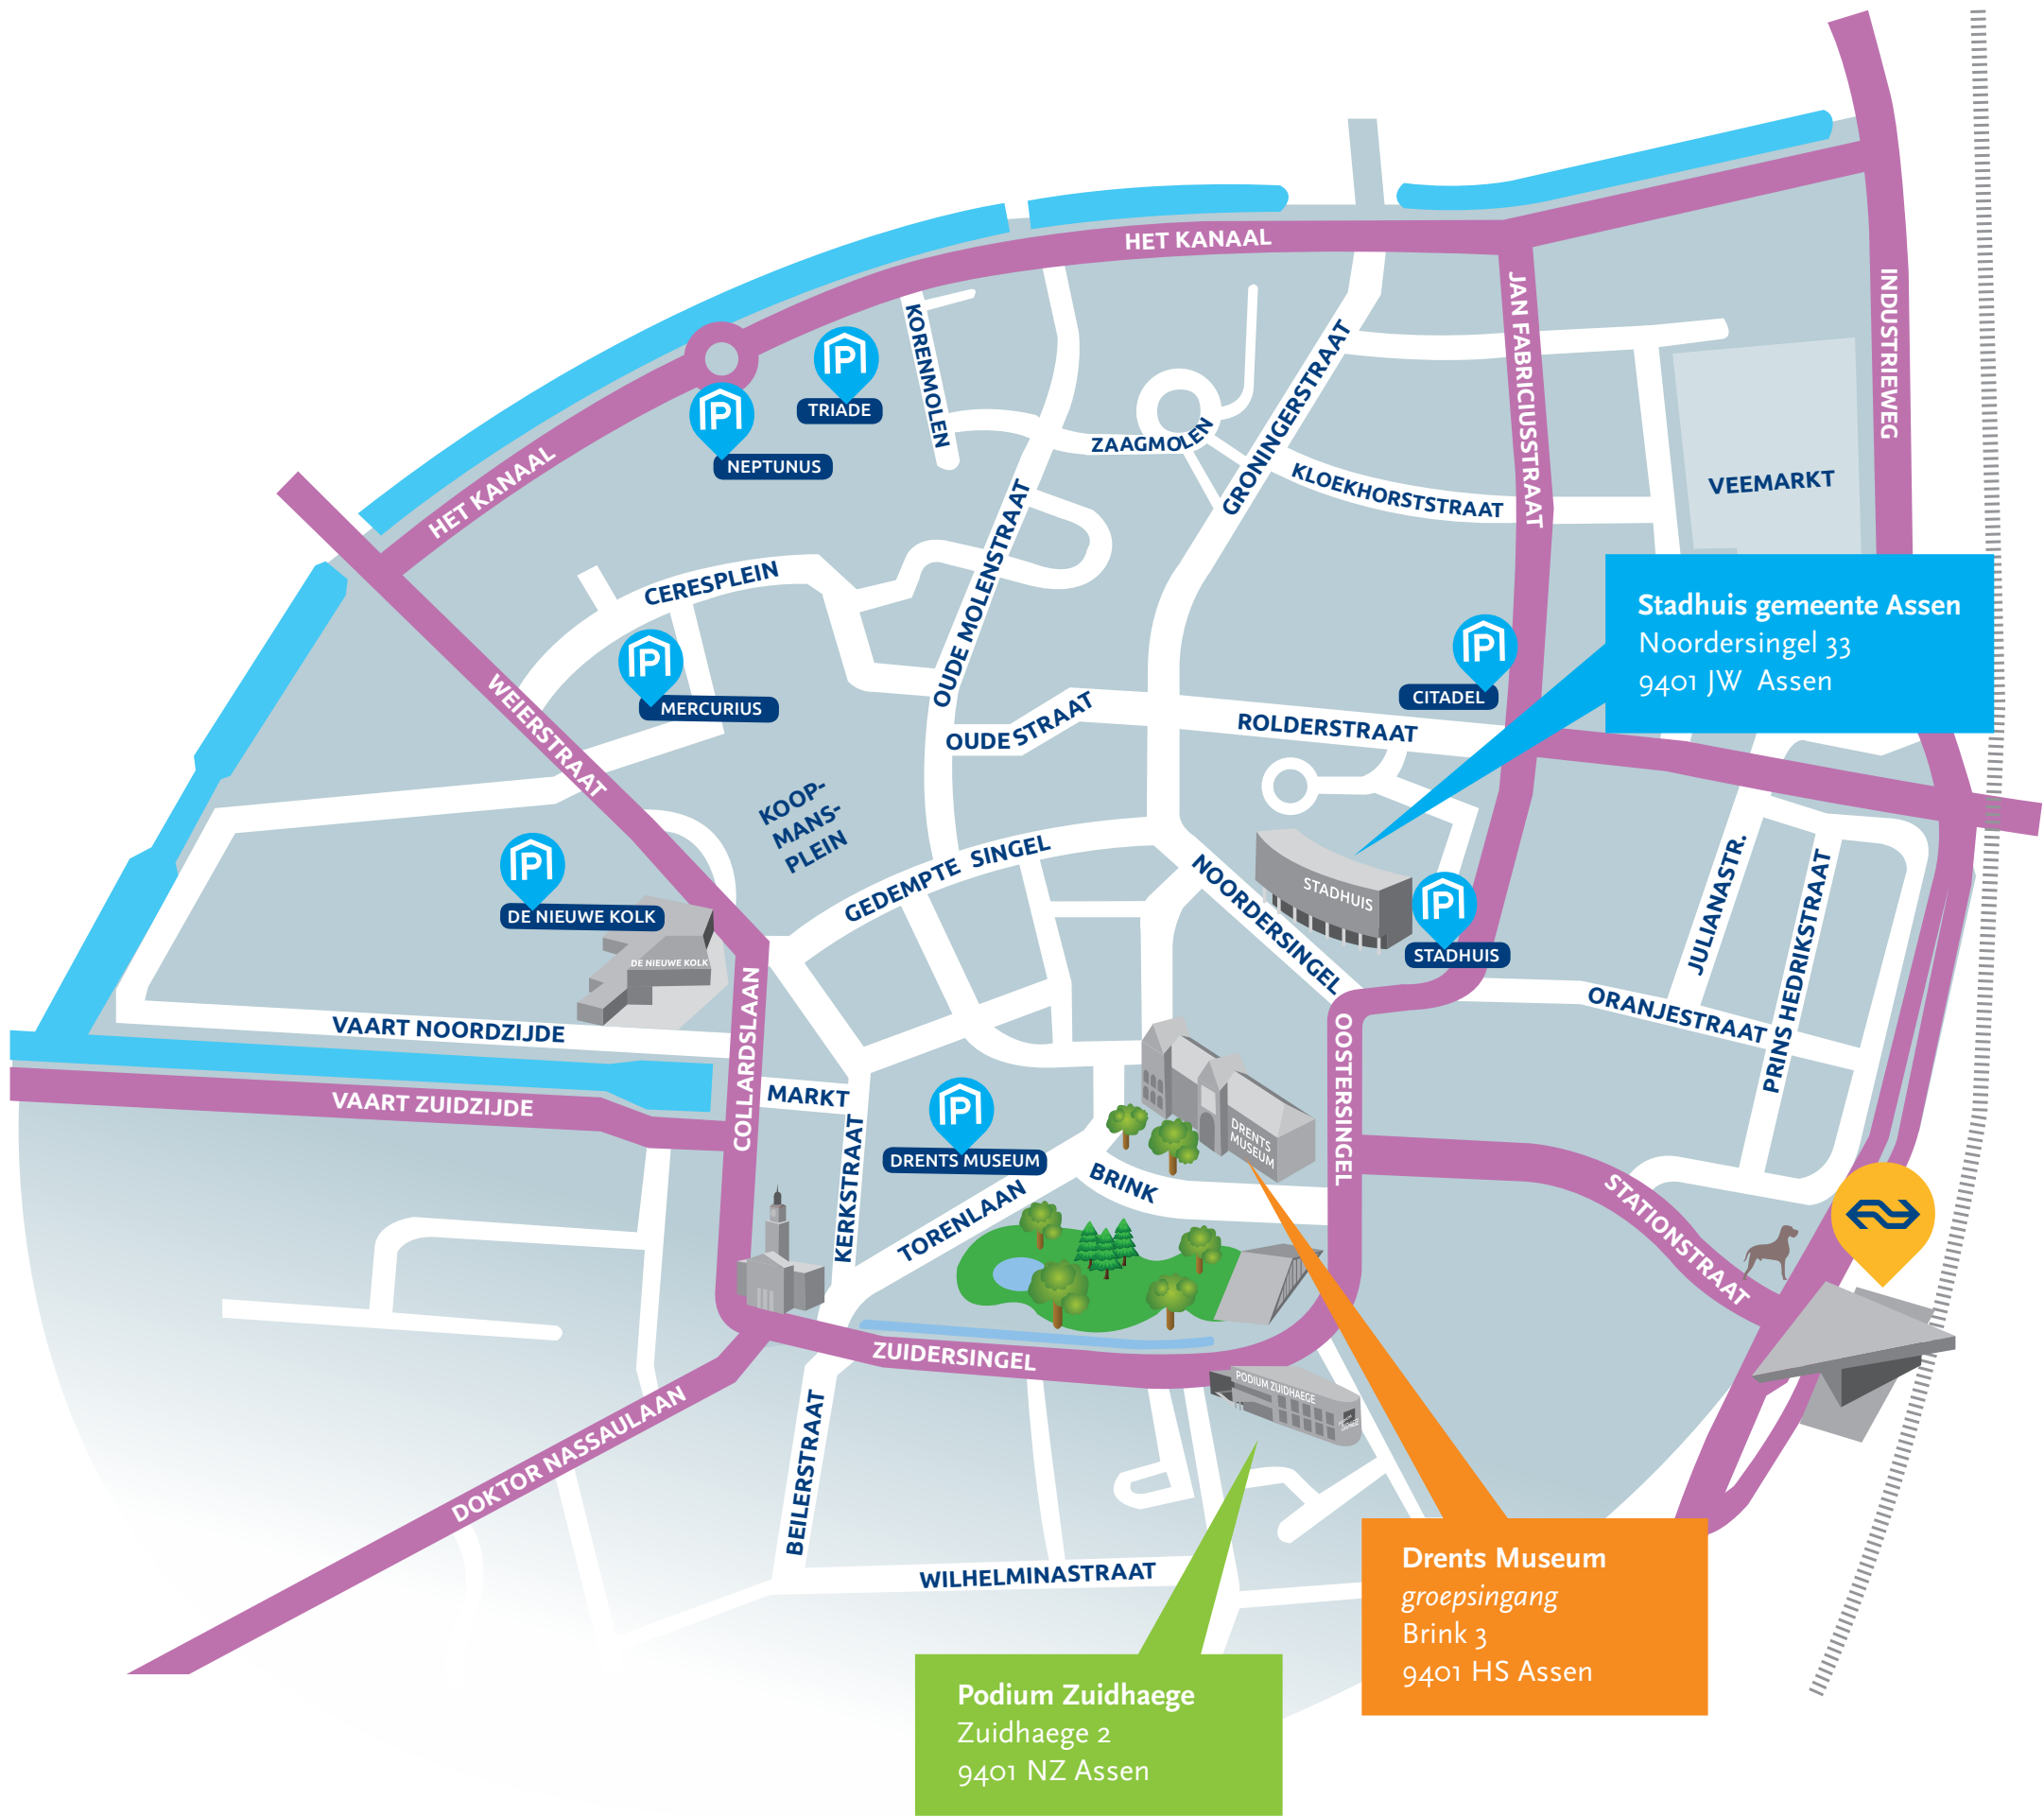 HET KANAAL
INDUSTRIEWEG
JAN FABRICIUSSTRAAT
KORENMOLEN
GRONINGERSTRAAT
P
TRIADE
P
NEPTUNUS
ZAAGMOLEN
KLOEKHORSTSTRAAT
VEEMARKT
HET KANAAL
OUDE MOLENSTRAAT
CERESPLEIN
Stadhuis gemeente Assen
Noordersingel 33
9401 JW Assen
P
MERCURIUS
P
CITADEL
WEIERSTRAAT
OUDESTRAAT
ROLDERSTRAAT
KOOP-
MANS-
PLEIN
GEDEMPTE SINGEL
NOORDERSINGEL
STADHUIS
P
STADHUIS
JULIANASTR.
PRINS HEDRIKSTRAAT
P
DE NIEUWE KOLK
DE NIEUWE KOLK
COLLARDSLAAN
ORANJESTRAAT
VAART NOORDZIJDE
OOSTERSINGEL
VAART ZUIDZIJDE
MARKT
KERKSTRAAT
P
DRENTS MUSEUM
DRENTS
MUSEUM
BRINK
TORENLAAN
STATIONSTRAAT
ZUIDERSINGEL
PODIUM ZUIDHAEGE
DOKTOR NASSAULAAN
BEILERSTRAAT
WILHELMINASTRAAT
Drents Museum
groepsingang
Brink 3
9401 HS Assen
Podium Zuidhaege
Zuidhaege 2
9401 NZ Assen